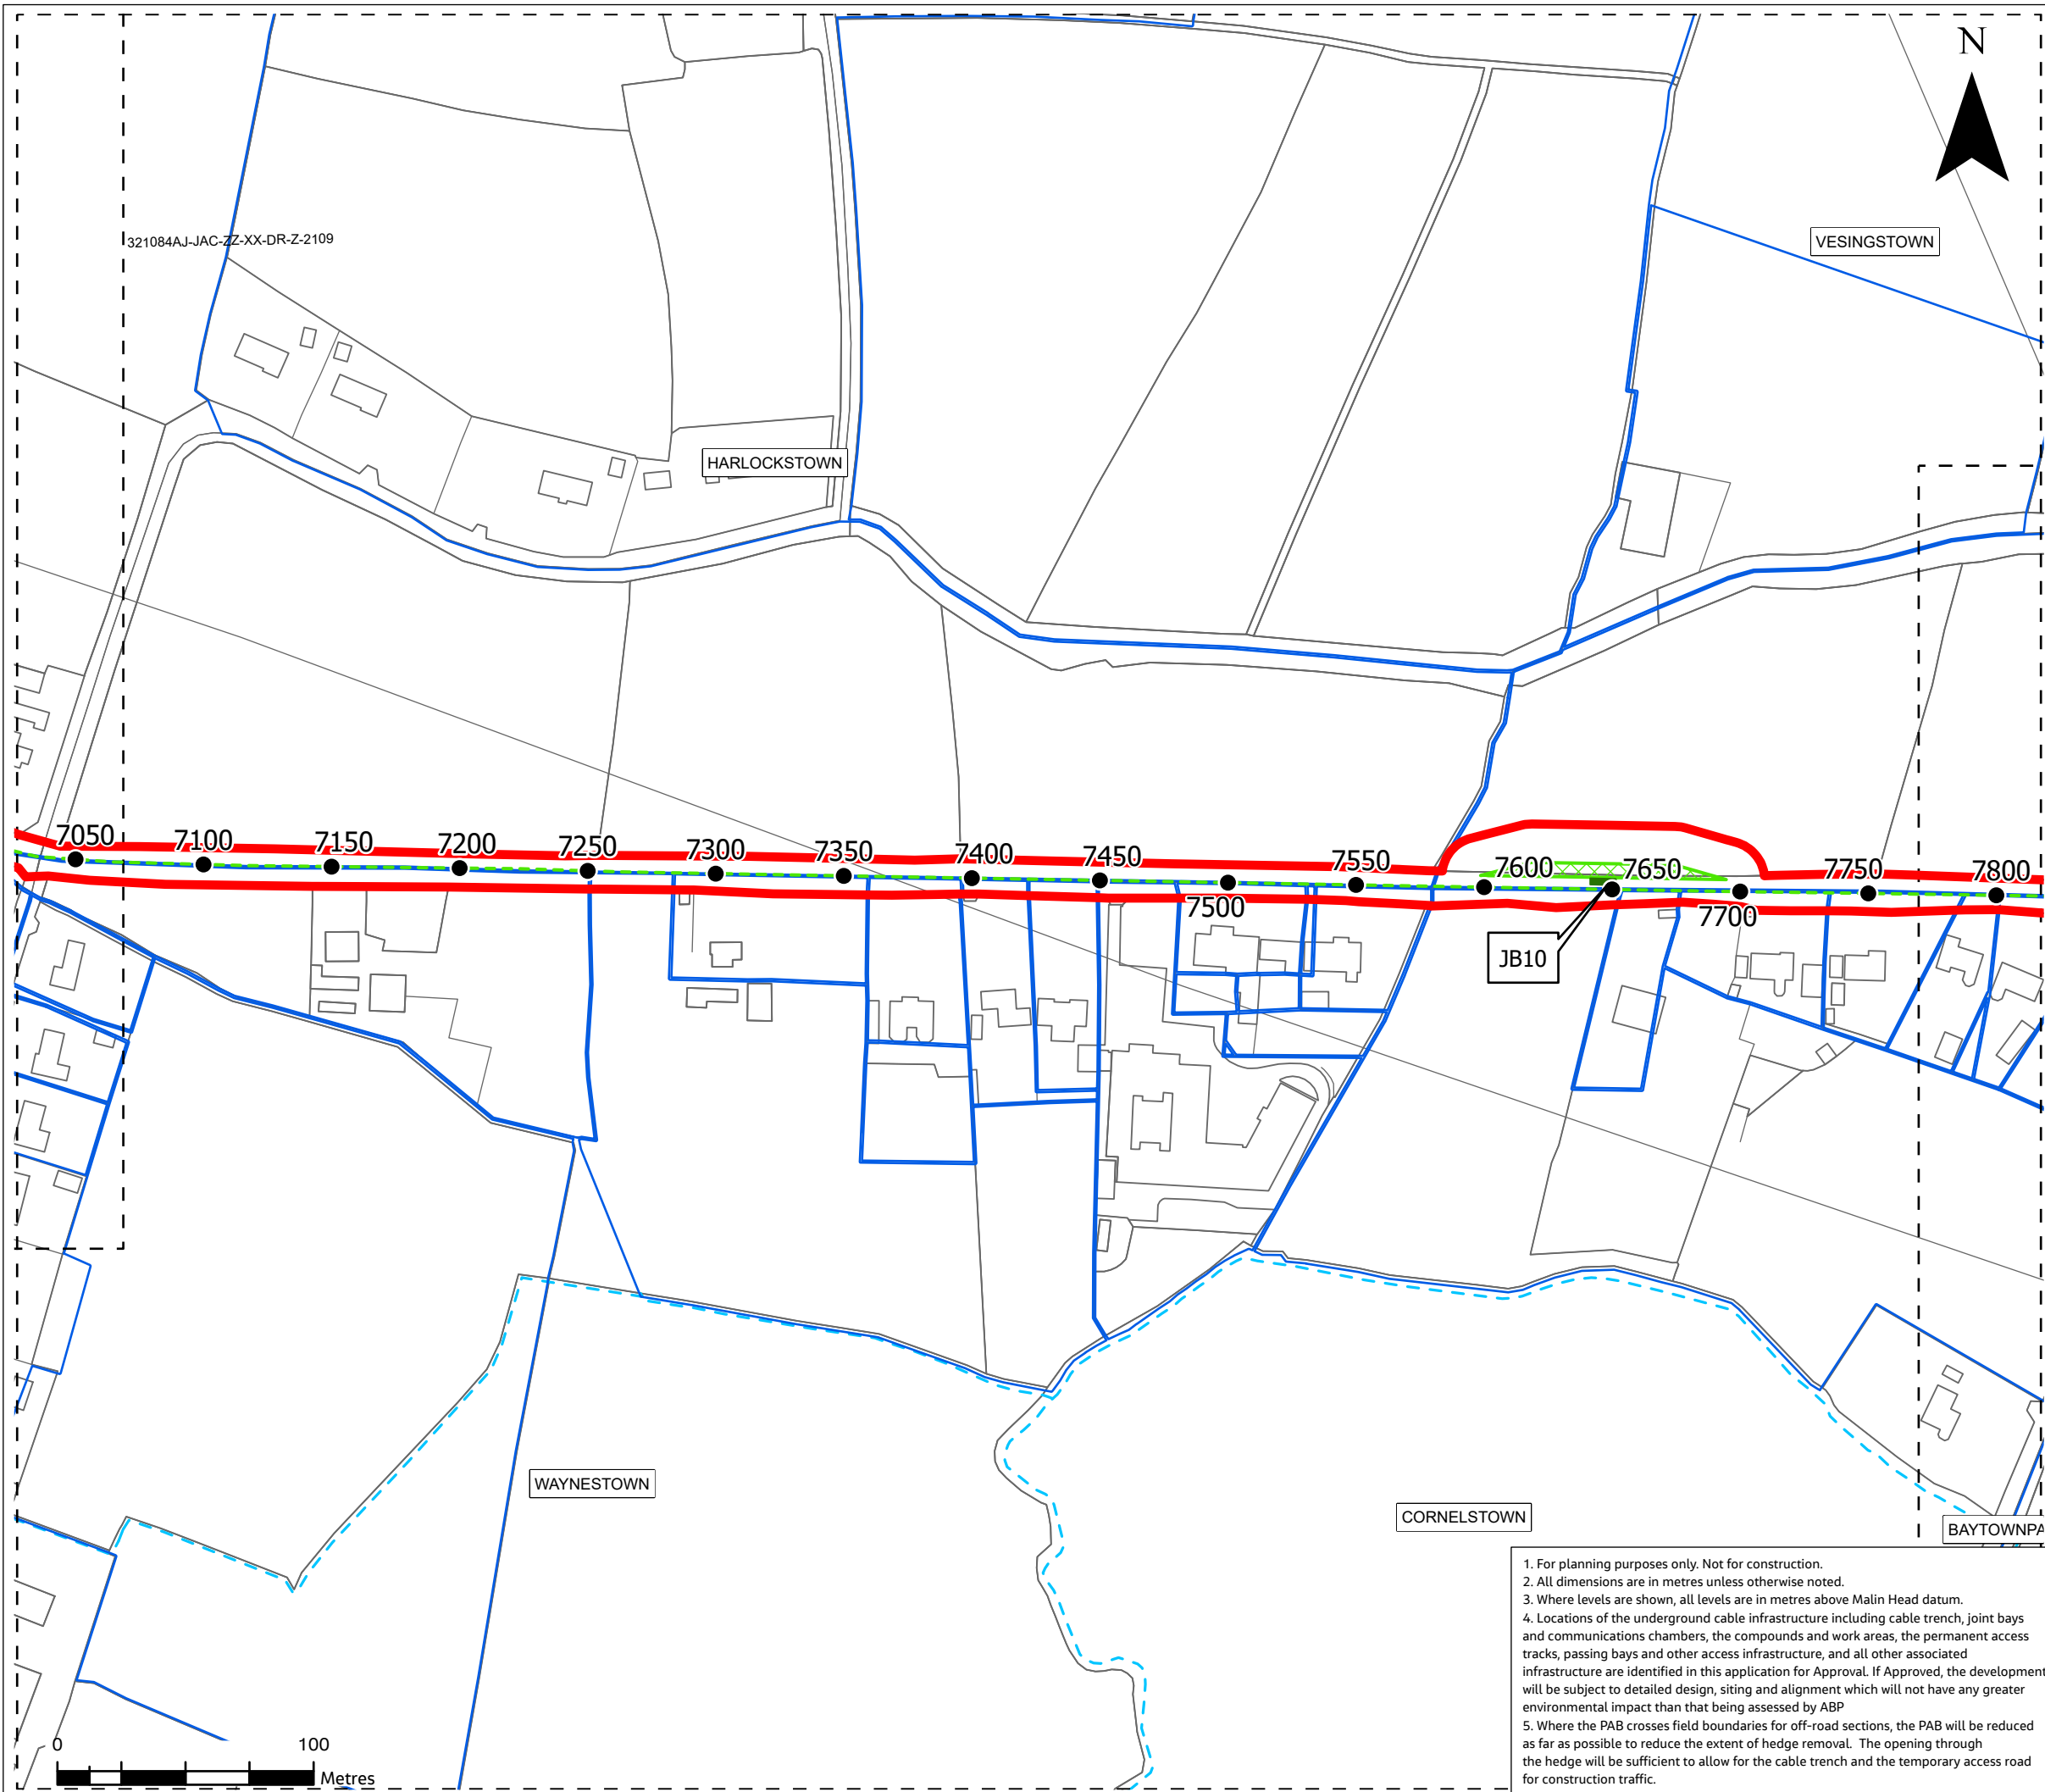 N
321084AJ-JAC-ZZ-XX-DR-Z-2109
VESINGSTOWN
HARLOCKSTOWN
7050
7100
7150
7200
7250
7300
7350
7400
7450
7500
7550
7600
7650
7700
7750
7800
JB10
WAYNESTOWN
CORNELSTOWN
BAYTOWNPA
1. For planning purposes only. Not for construction.
2. All dimensions are in metres unless otherwise noted.
3. Where levels are shown, all levels are in metres above Malin Head datum.
4. Locations of the underground cable infrastructure including cable trench, joint bays
and communications chambers, the compounds and work areas, the permanent access
tracks, passing bays and other access infrastructure, and all other associated
infrastructure are identified in this application for Approval. If Approved, the development
will be subject to detailed design, siting and alignment which will not have any greater
environmental impact than that being assessed by ABP
5. Where the PAB crosses field boundaries for off-road sections, the PAB will be reduced
as far as possible to reduce the extent of hedge removal. The opening through
the hedge will be sufficient to allow for the cable trench and the temporary access road
for construction traffic.
0 100
Metres